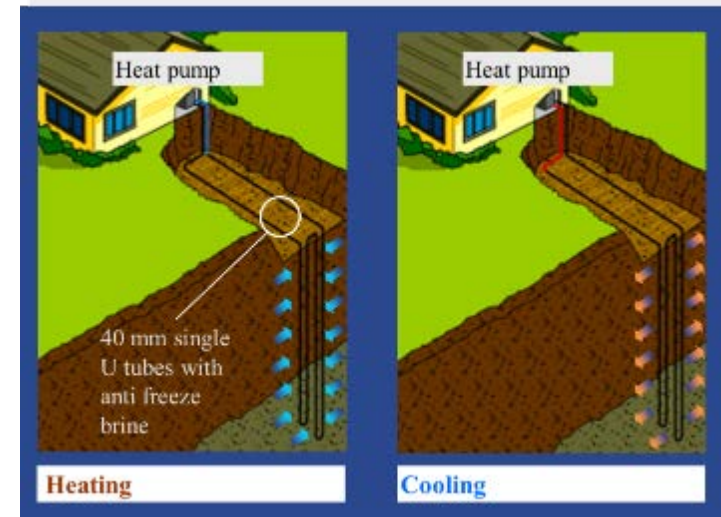 Heat pump
40 mm single
U tubes with
anti freeze
brine
Heating
Heat pump
Cooling